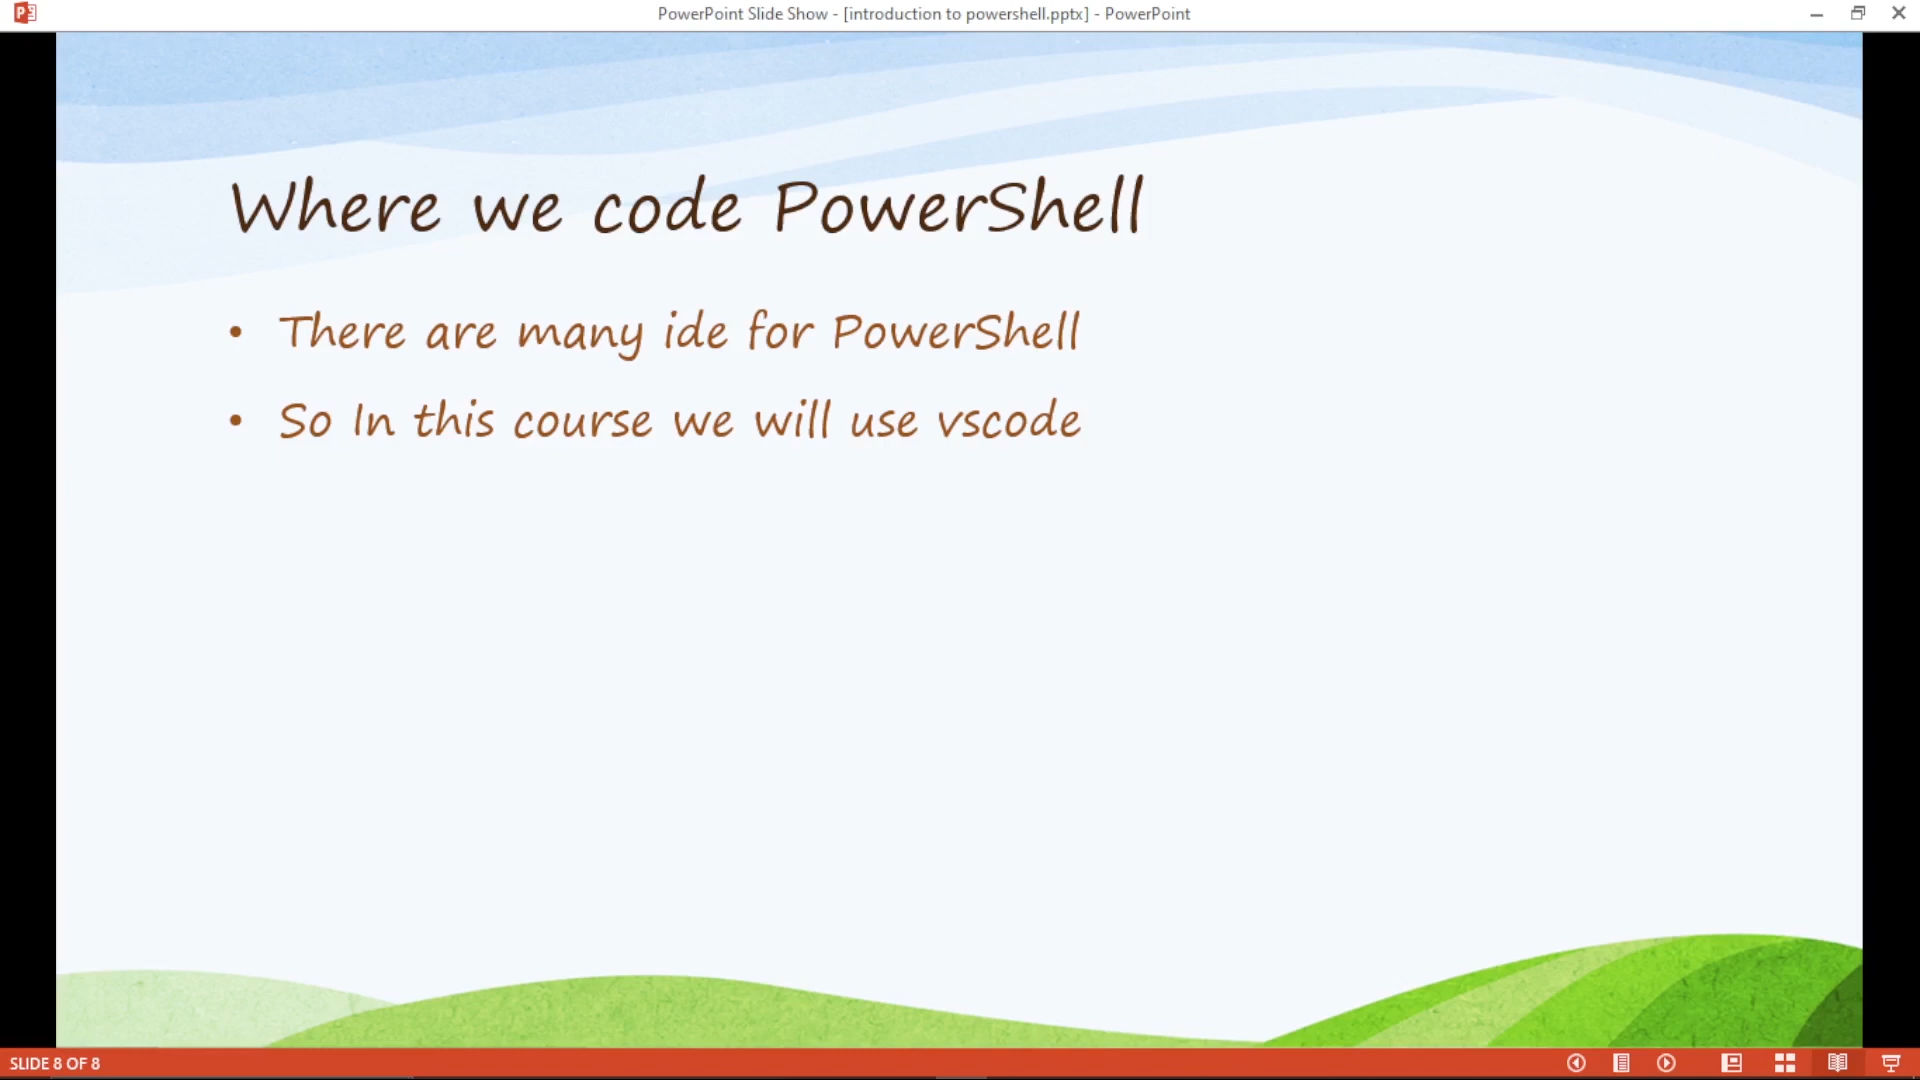 PowerPoint Slide Show - [introduction to powershell.pptx] - PowerPoint
Where we code PowerShell
• There are many ide for PowerShell
• So In this course we will use vscode
SLIDE 8 OF 8